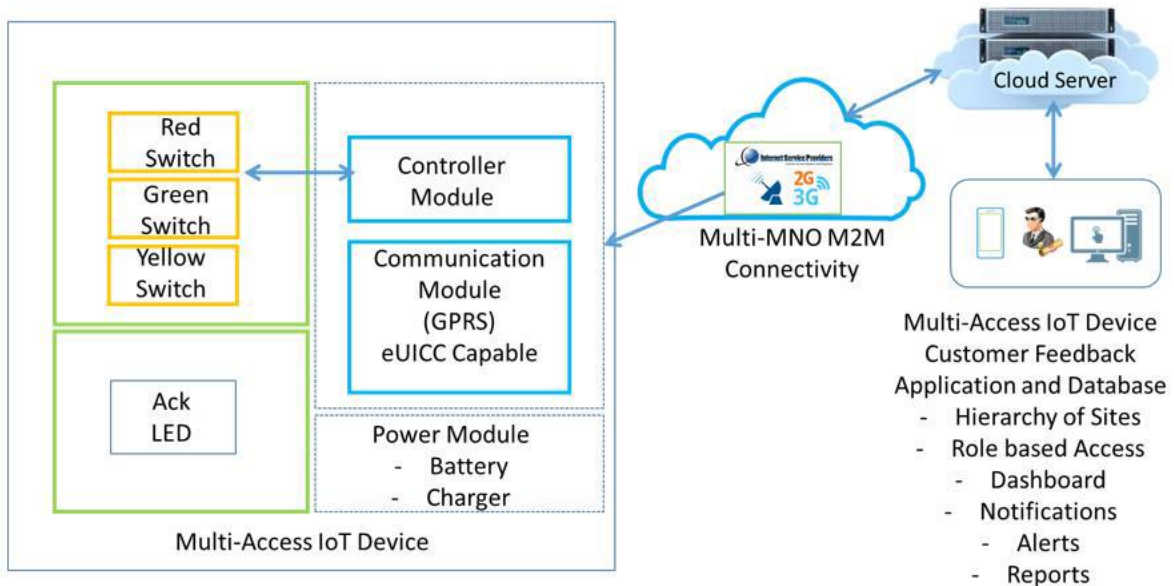 Red
Switch
Green
Switch
Yellow
Switch
Ack
LED
Controller
Module
Communication
Module
(GPRS)
eUICC Capable
Power Module
- Battery
- Charger
Multi-Access IoT Device
Internet Service Providers
2G
3G
Multi-MNO M2M
Connectivity
Cloud Server
Multi-Access IoT Device
Customer Feedback
Application and Database
- Hierarchy of Sites
- Role based Access
- Dashboard
- Notifications
- Alerts
- Reports